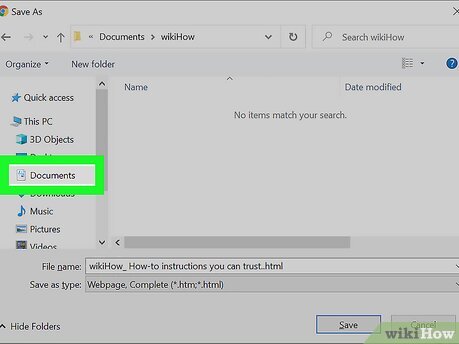 Save As
« Documents > wikiHow
Search wikiHow
Organize
New folder
Name
Date modified
Quick access
This PC
3D Objects
Documents
Downloads
Music
Pictures
Videos
No items match your search.
File name: wikiHow_ How-to instructions you can trust..html
Save as type: Webpage, Complete (*.htm;*.html)
Hide Folders
Save
Cancel
wikiHow